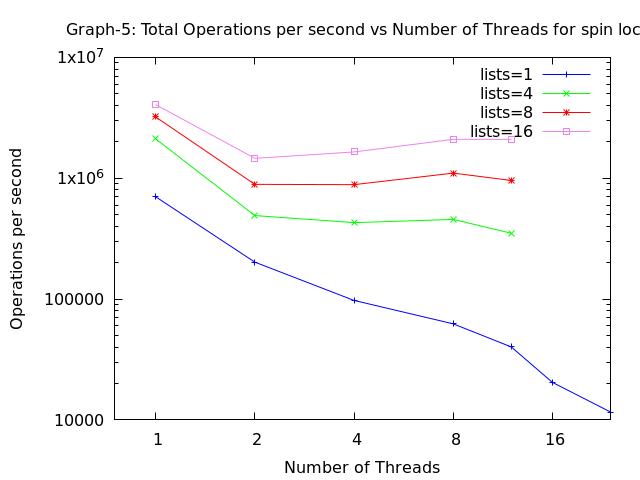 Graph-5: Total Operations per second vs Number of Threads for spin loc
1x10^7
1x10^6
100000
10000
Operations per second
lists=1
lists=4
lists=8
lists=16
1 2 4 8 16
Number of Threads